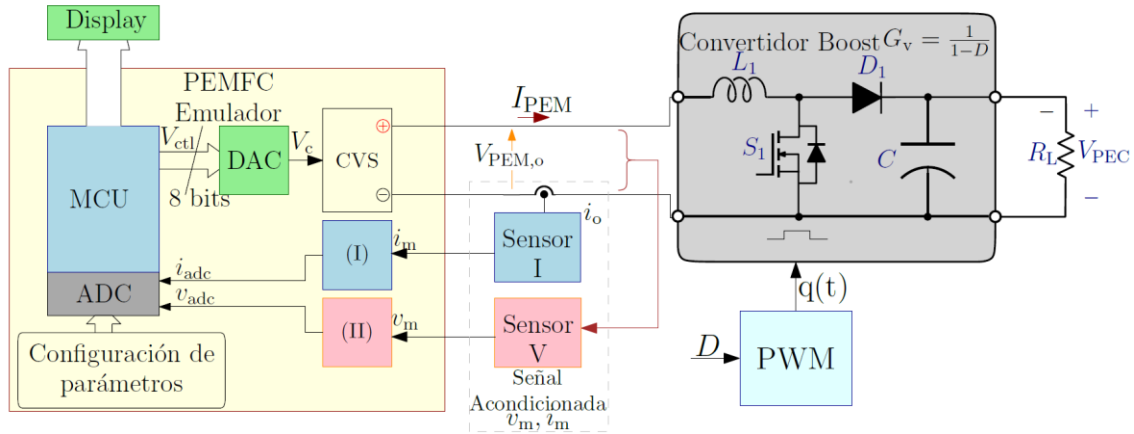 Display
PEMFC
Emulador
V_ctl
8 bits
DAC
V_c
CVS
⊕
⊖
MCU
ADC
i_adc
v_adc
(I)
(II)
i_m
v_m
Configuración de
parámetros
I_PEM
V_PEM,o
i_o
Sensor
I
Sensor
V
Señal
Acondicionada
v_m, i_m
Convertidor Boost G_v = 1/(1−D)
L_1
D_1
S_1
C
R_L
−
+
V_PEC
−
q(t)
D
PWM